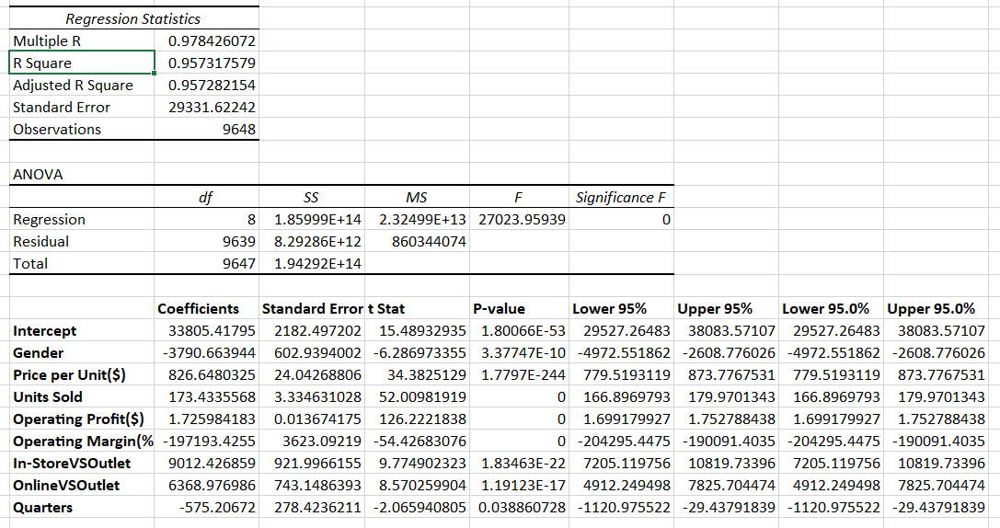 Regression Statistics
Multiple R 0.978426072
R Square 0.957317579
Adjusted R Square 0.957282154
Standard Error 29331.62242
Observations 9648
ANOVA
df SS MS F Significance F
Regression 8 1.85999E+14 2.32499E+13 27023.95939 0
Residual 9639 8.29286E+12 860344074
Total 9647 1.94292E+14
Coefficients Standard Error t Stat P-value Lower 95% Upper 95% Lower 95.0% Upper 95.0%
Intercept 33805.41795 2182.497202 15.48932935 1.80066E-53 29527.26483 38083.57107 29527.26483 38083.57107
Gender -3790.663944 602.9394002 -6.286973355 3.37747E-10 -4972.551862 -2608.776026 -4972.551862 -2608.776026
Price per Unit($) 826.6480325 24.04268806 34.3825129 1.7797E-244 779.5193119 873.7767531 779.5193119 873.7767531
Units Sold 173.4335568 3.334631028 52.00981919 0 166.8969793 179.9701343 166.8969793 179.9701343
Operating Profit($) 1.725984183 0.013674175 126.2221838 0 1.699179927 1.752788438 1.699179927 1.752788438
Operating Margin(% -197193.4255 3623.09219 -54.42683076 0 -204295.4475 -190091.4035 -204295.4475 -190091.4035
In-StoreVSOutlet 9012.426859 921.9966155 9.774902323 1.83463E-22 7205.119756 10819.73396 7205.119756 10819.73396
OnlineVSOutlet 6368.976986 743.1486393 8.570259904 1.19123E-17 4912.249498 7825.704474 4912.249498 7825.704474
Quarters -575.20672 278.4236211 -2.065940805 0.038860728 -1120.975522 -29.43791839 -1120.975522 -29.43791839